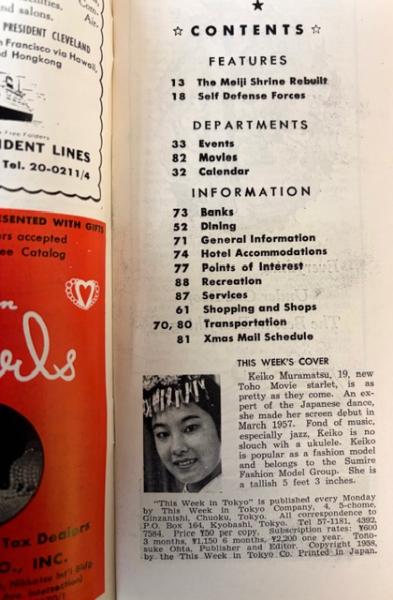 PRESIDENT CLEVELAND
Francisco via Hawaii,
and Hongkong
Free Folders
IDENT LINES
Tel. 20-0211/4
ESENTED WITH GIFTS
ers accepted
ee Catalog
rls
Tax Dealers
O., INC.
☆ CONTENTS ☆
FEATURES
13 The Meiji Shrine Rebuilt
18 Self Defense Forces
DEPARTMENTS
33 Events
82 Movies
32 Calendar
INFORMATION
73 Banks
52 Dining
71 General Information
74 Hotel Accommodations
77 Points of Interest
88 Recreation
87 Services
61 Shopping and Shops
70, 80 Transportation
81 Xmas Mail Schedule
THIS WEEK'S COVER
Keiko Muramatsu, 19, new
Toho Movie starlet, is as
pretty as they come. An ex-
pert of the Japanese dance,
she made her screen debut in
March 1957. Fond of music,
especially jazz, Keiko is no
slouch wih a ukulele. Keiko
is popular as a fashion model
and belongs to the Sumire
Fashion Model Group. She is
a tallish 5 feet 3 inches.
"This Week in Tokyo" is published every Monday
by This Week in Tokyo Company, 4, 5-chome,
Ginzanishi, Chuoku, Tokyo. All correspondence to
P.O. Box 164, Kyobashi, Tokyo. Tel 57-1181, 4392,
7584. Price ¥50 per copy. Subscription rates: ¥600
3 months, ¥1,150 6 months, ¥2,200 one year. Tono-
suke Ohta, Publisher and Editor. Copyright 1958,
by the This Week in Tokyo Co. Printed in Japan.